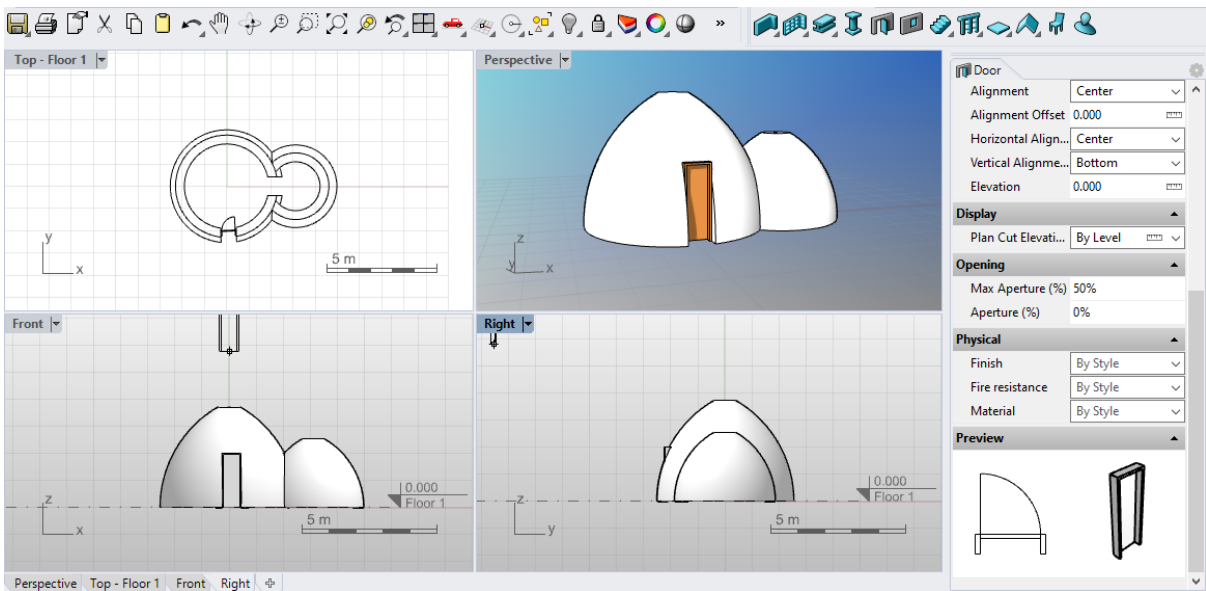 »
Top - Floor 1
y
x
5 m
Perspective
z
y
x
Front
z
x
0.000
Floor 1
5 m
Right
z
y
0.000
Floor 1
5 m
Perspective Top - Floor 1 Front Right
Door
Alignment Center
Alignment Offset 0.000
Horizontal Align... Center
Vertical Alignme... Bottom
Elevation 0.000
Display
Plan Cut Elevati... By Level
Opening
Max Aperture (%) 50%
Aperture (%) 0%
Physical
Finish By Style
Fire resistance By Style
Material By Style
Preview